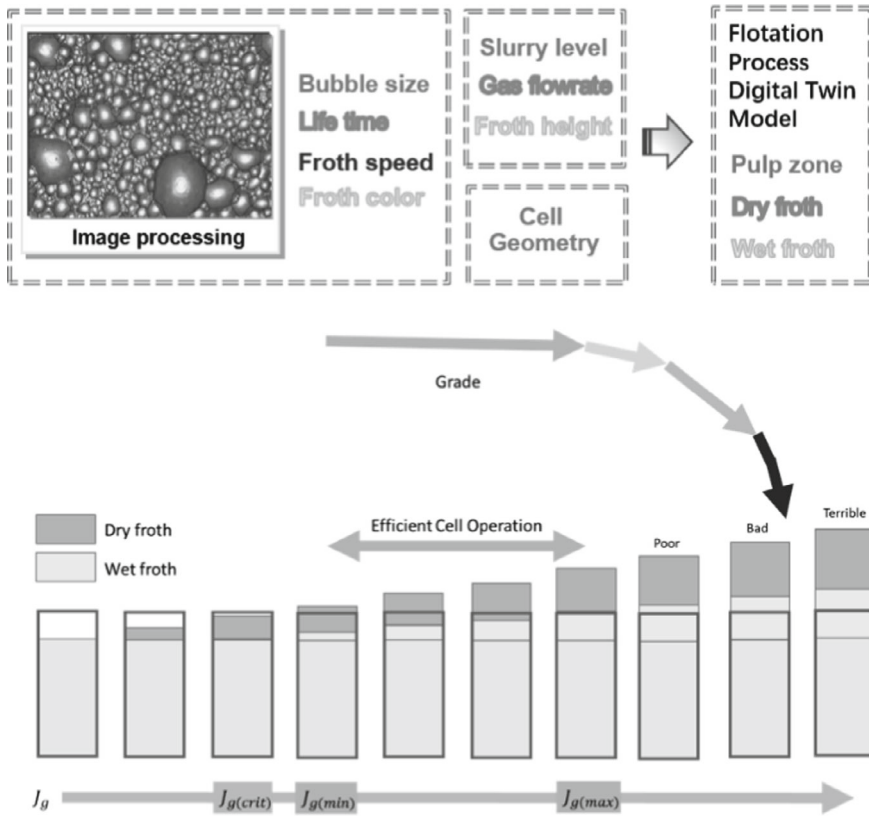 Bubble size
Life time
Froth speed
Froth color
Image processing
Slurry level
Gas flowrate
Froth height
Cell
Geometry
Flotation
Process
Digital Twin
Model
Pulp zone
Dry froth
Wet froth
Grade
Dry froth
Wet froth
Efficient Cell Operation
Poor
Bad
Terrible
J_g
J_g(crit)
J_g(min)
J_g(max)